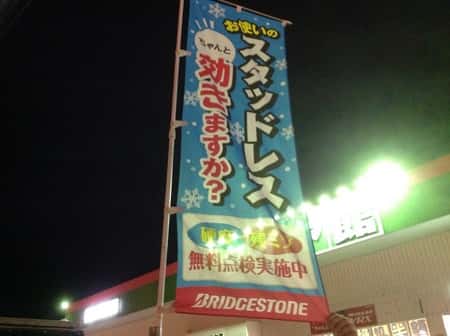 お使いの
スタッドレス
ちゃんと
効きますか?
無料点検実施中
BRIDGESTONE